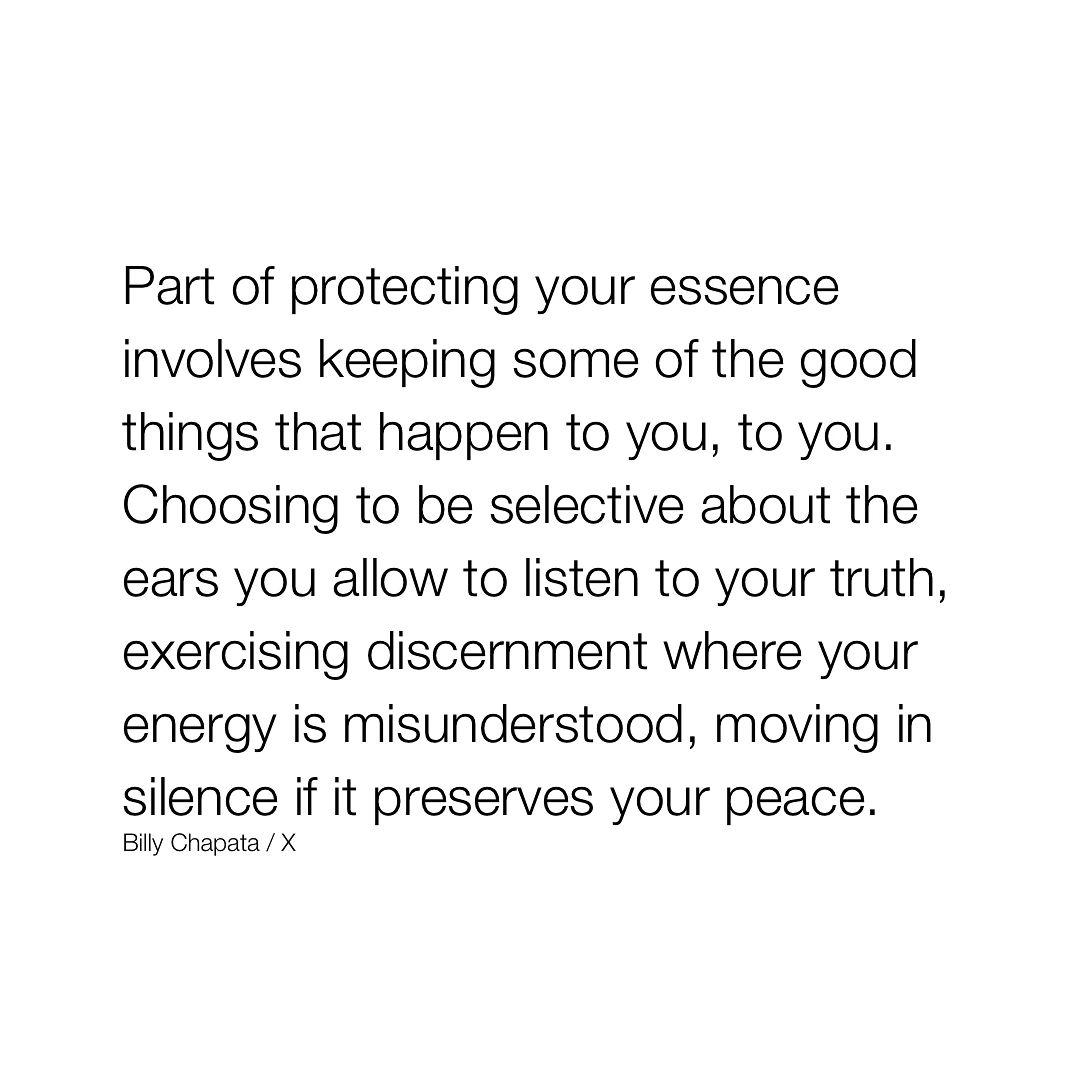 Part of protecting your essence
involves keeping some of the good
things that happen to you, to you.
Choosing to be selective about the
ears you allow to listen to your truth,
exercising discernment where your
energy is misunderstood, moving in
silence if it preserves your peace.
Billy Chapata / X